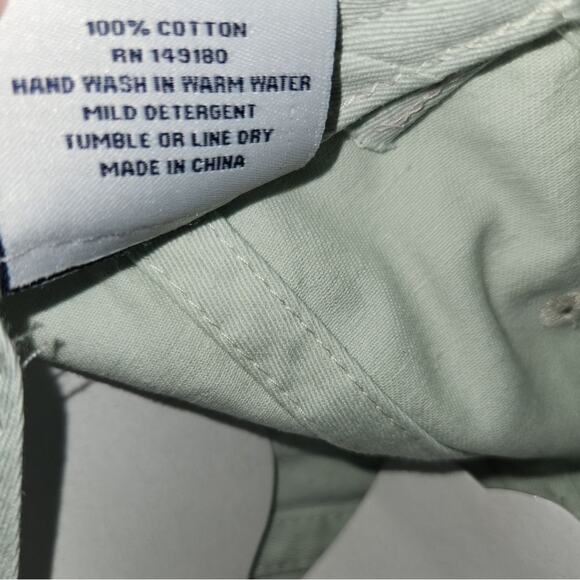 100% COTTON
RN 149180
HAND WASH IN WARM WATER
MILD DETERGENT
TUMBLE OR LINE DRY
MADE IN CHINA